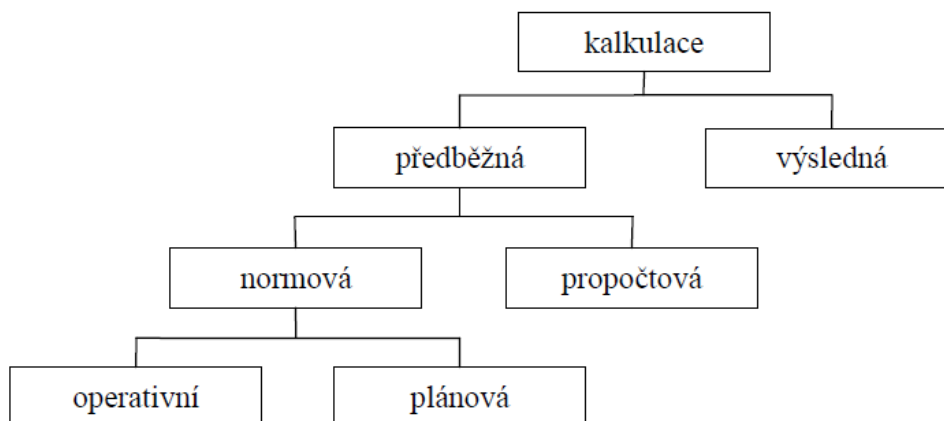 kalkulace
předběžná
výsledná
normová
propočtová
operativní
plánová